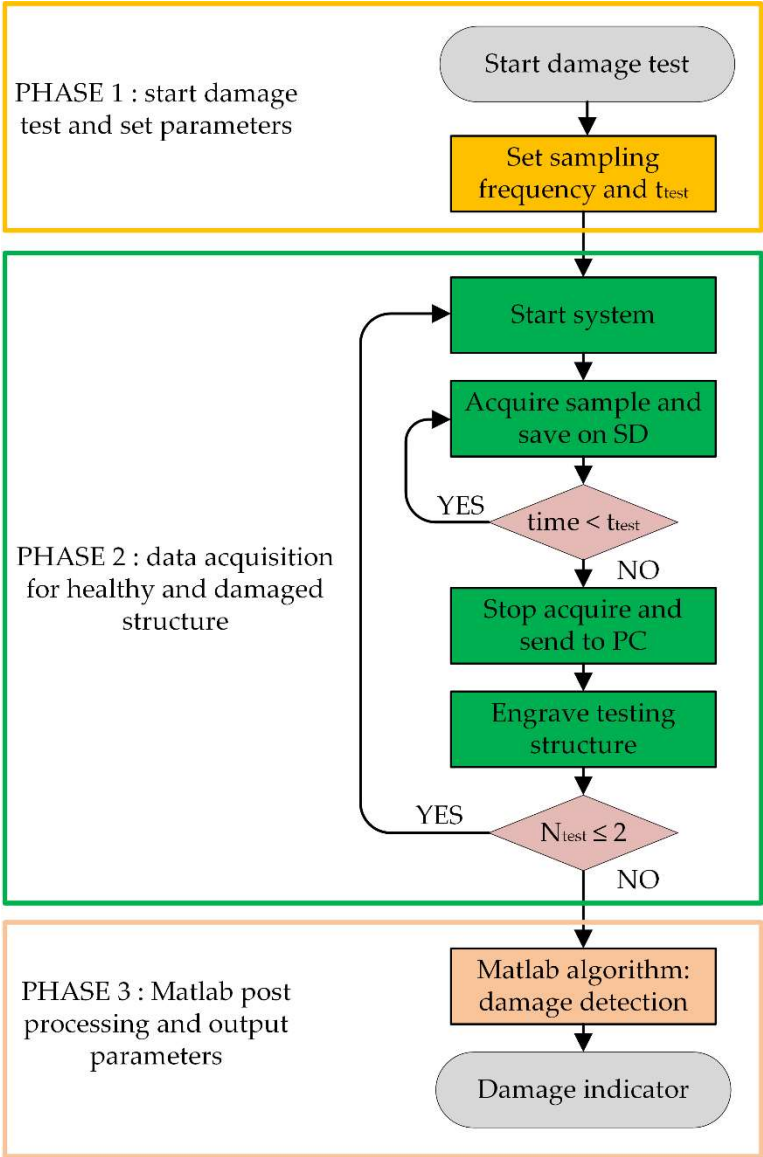 PHASE 1 : start damage
test and set parameters
Start damage test
Set sampling
frequency and ttest
PHASE 2 : data acquisition
for healthy and damaged
structure
Start system
Acquire sample and
save on SD
YES
time < ttest
NO
Stop acquire and
send to PC
Engrave testing
structure
YES
Ntest ≤ 2
NO
PHASE 3 : Matlab post
processing and output
parameters
Matlab algorithm:
damage detection
Damage indicator